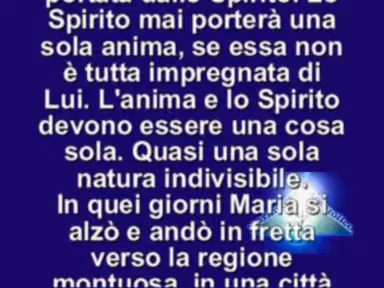 portata dallo Spirito. Lo
Spirito mai porterà una
sola anima, se essa non
è tutta impregnata di
Lui. L'anima e lo Spirito
devono essere una cosa
sola. Quasi una sola
natura indivisibile.
In quei giorni Maria si
alzò e andò in fretta
verso la regione
montuosa, in una città